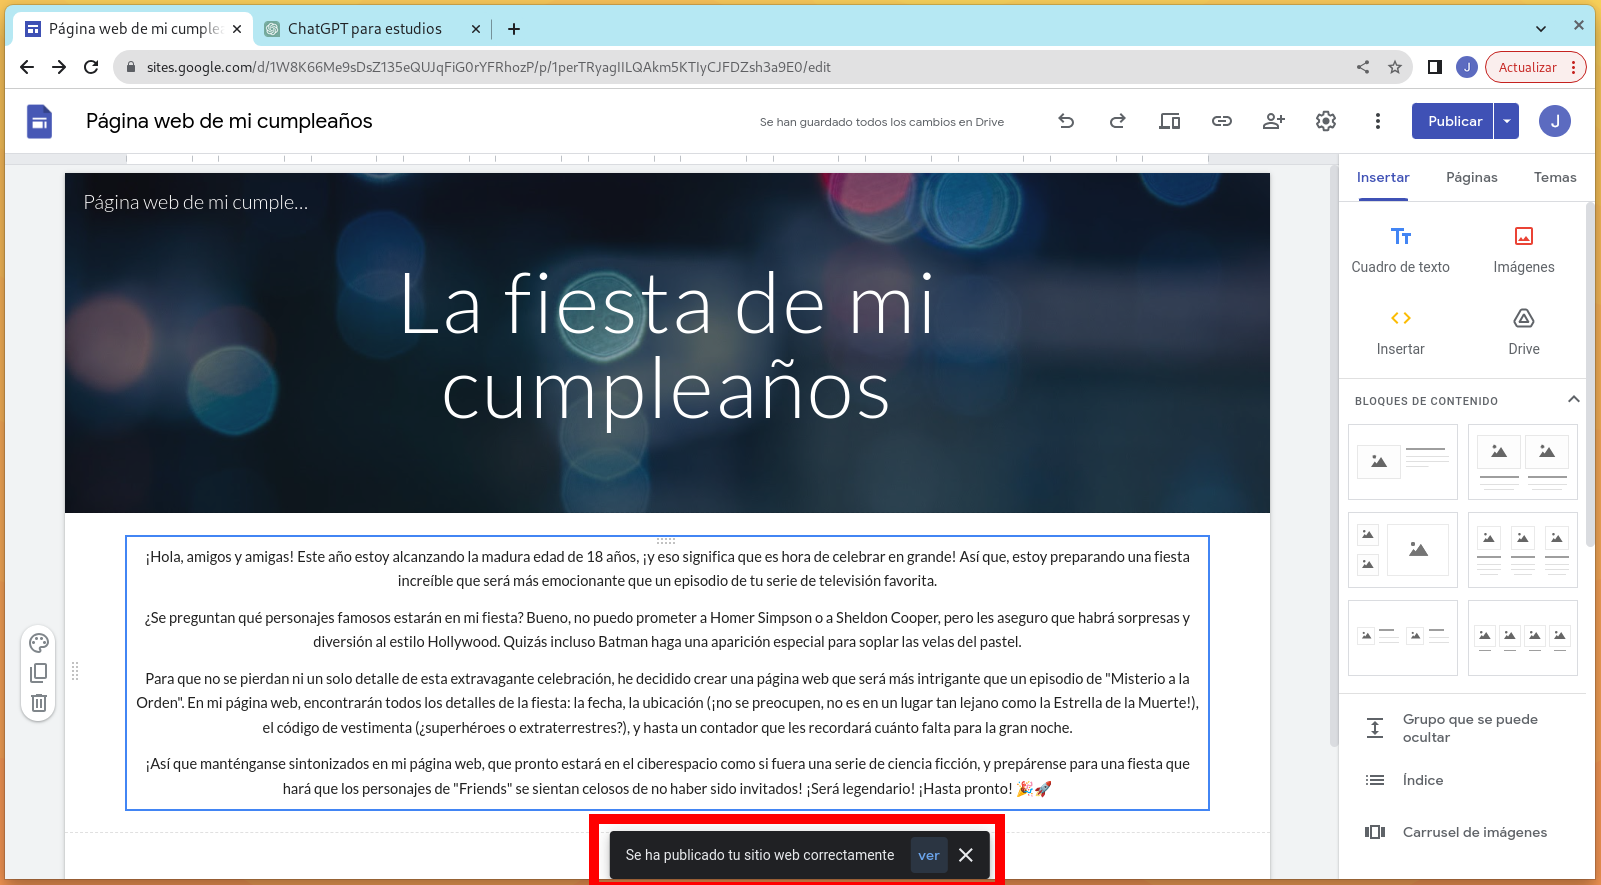 Página web de mi cumplea
ChatGPT para estudios
sites.google.com/d/1W8K66Me9sDsZ135eQUJqFiG0rYFRhozP/p/1perTRyagIILQAkm5KTIyCJFDZsh3a9E0/edit
J
Actualizar
Página web de mi cumpleaños
Se han guardado todos los cambios en Drive
Publicar
J
Insertar
Páginas
Temas
Página web de mi cumple...
La fiesta de mi
cumpleaños
Tт
Cuadro de texto
Imágenes
Insertar
Drive
BLOQUES DE CONTENIDO
¡Hola, amigos y amigas! Este año estoy alcanzando la madura edad de 18 años, ¡y eso significa que es hora de celebrar en grande! Así que, estoy preparando una fiesta
increíble que será más emocionante que un episodio de tu serie de televisión favorita.
¿Se preguntan qué personajes famosos estarán en mi fiesta? Bueno, no puedo prometer a Homer Simpson o a Sheldon Cooper, pero les aseguro que habrá sorpresas y
diversión al estilo Hollywood. Quizás incluso Batman haga una aparición especial para soplar las velas del pastel.
Para que no se pierdan ni un solo detalle de esta extravagante celebración, he decidido crear una página web que será más intrigante que un episodio de "Misterio a la
Orden". En mi página web, encontrarán todos los detalles de la fiesta: la fecha, la ubicación (¡no se preocupen, no es en un lugar tan lejano como la Estrella de la Muerte!),
el código de vestimenta (¿superhéroes o extraterrestres?), y hasta un contador que les recordará cuánto falta para la gran noche.
¡Así que manténganse sintonizados en mi página web, que pronto estará en el ciberespacio como si fuera una serie de ciencia ficción, y prepárense para una fiesta que
hará que los personajes de "Friends" se sientan celosos de no haber sido invitados! ¡Será legendario! ¡Hasta pronto! 🎉🚀
Grupo que se puede
ocultar
Índice
Carrusel de imágenes
Se ha publicado tu sitio web correctamente
ver